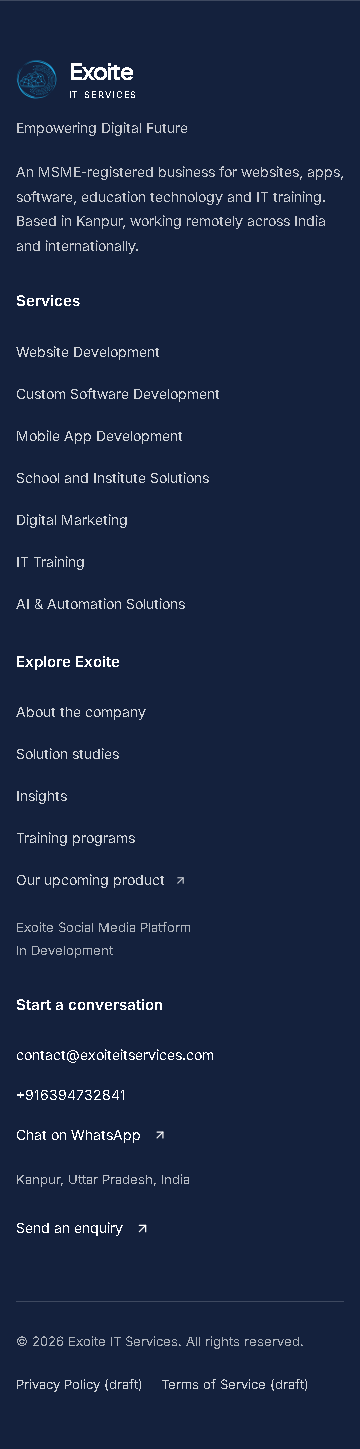 Exoite
IT SERVICES
Empowering Digital Future
An MSME-registered business for websites, apps,
software, education technology and IT training.
Based in Kanpur, working remotely across India
and internationally.
Services
Website Development
Custom Software Development
Mobile App Development
School and Institute Solutions
Digital Marketing
IT Training
AI & Automation Solutions
Explore Exoite
About the company
Solution studies
Insights
Training programs
Our upcoming product ↗
Exoite Social Media Platform
In Development
Start a conversation
contact@exoiteitservices.com
+916394732841
Chat on WhatsApp ↗
Kanpur, Uttar Pradesh, India
Send an enquiry ↗
© 2026 Exoite IT Services. All rights reserved.
Privacy Policy (draft) Terms of Service (draft)